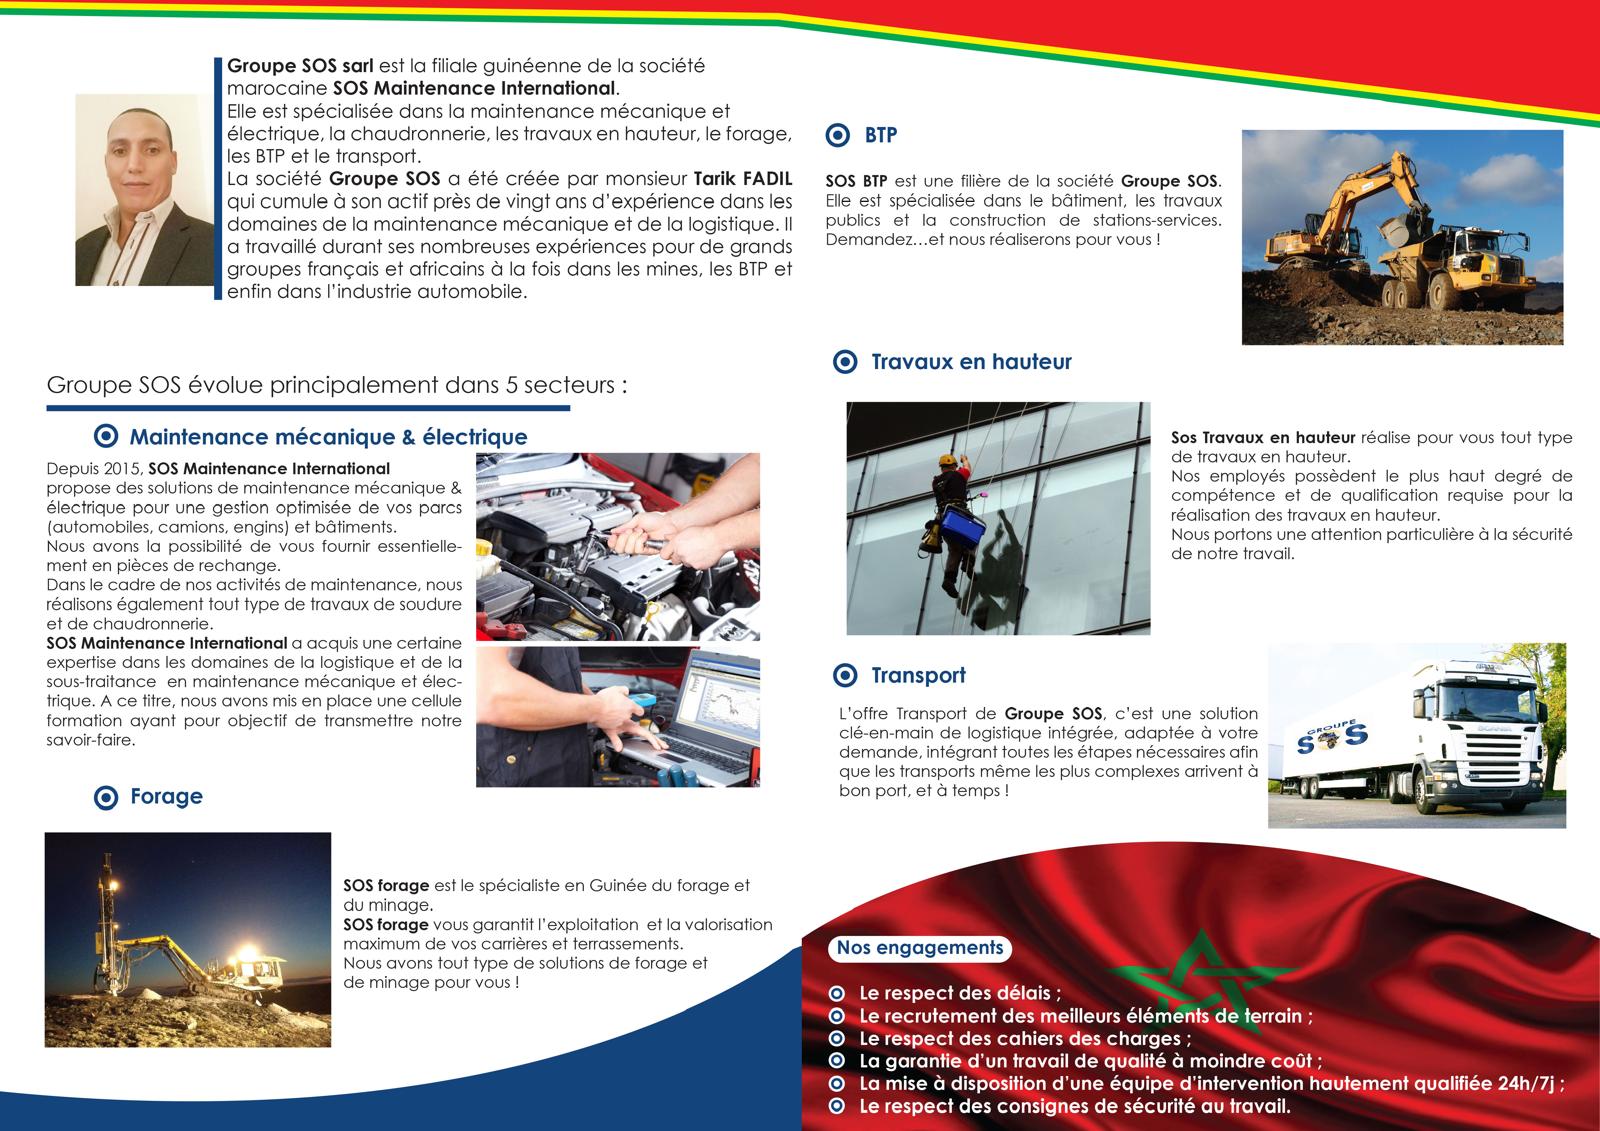 Groupe SOS sarl est la filiale guinéenne de la société
marocaine SOS Maintenance International.
Elle est spécialisée dans la maintenance mécanique et
électrique, la chaudronnerie, les travaux en hauteur, le forage,
les BTP et le transport.
La société Groupe SOS a été créée par monsieur Tarik FADIL
qui cumule à son actif près de vingt ans d’expérience dans les
domaines de la maintenance mécanique et de la logistique. Il
a travaillé durant ses nombreuses expériences pour de grands
groupes français et africains à la fois dans les mines, les BTP et
enfin dans l’industrie automobile.
Groupe SOS évolue principalement dans 5 secteurs :
Maintenance mécanique & électrique
Depuis 2015, SOS Maintenance International
propose des solutions de maintenance mécanique &
électrique pour une gestion optimisée de vos parcs
(automobiles, camions, engins) et bâtiments.
Nous avons la possibilité de vous fournir essentielle-
ment en pièces de rechange.
Dans le cadre de nos activités de maintenance, nous
réalisons également tout type de travaux de soudure
et de chaudronnerie.
SOS Maintenance International a acquis une certaine
expertise dans les domaines de la logistique et de la
sous-traitance en maintenance mécanique et élec-
trique. A ce titre, nous avons mis en place une cellule
formation ayant pour objectif de transmettre notre
savoir-faire.
Forage
SOS forage est le spécialiste en Guinée du forage et
du minage.
SOS forage vous garantit l’exploitation et la valorisation
maximum de vos carrières et terrassements.
Nous avons tout type de solutions de forage et
de minage pour vous !
BTP
SOS BTP est une filière de la société Groupe SOS.
Elle est spécialisée dans le bâtiment, les travaux
publics et la construction de stations-services.
Demandez...et nous réaliserons pour vous !
Travaux en hauteur
Sos Travaux en hauteur réalise pour vous tout type
de travaux en hauteur.
Nos employés possèdent le plus haut degré de
compétence et de qualification requise pour la
réalisation des travaux en hauteur.
Nous portons une attention particulière à la sécurité
de notre travail.
Transport
L’offre Transport de Groupe SOS, c’est une solution
clé-en-main de logistique intégrée, adaptée à votre
demande, intégrant toutes les étapes nécessaires afin
que les transports même les plus complexes arrivent à
bon port, et à temps !
GROUPE
SOS
SCANIA
Nos engagements
Le respect des délais ;
Le recrutement des meilleurs éléments de terrain ;
Le respect des cahiers des charges ;
La garantie d’un travail de qualité à moindre coût ;
La mise à disposition d’une équipe d’intervention hautement qualifiée 24h/7j ;
Le respect des consignes de sécurité au travail.